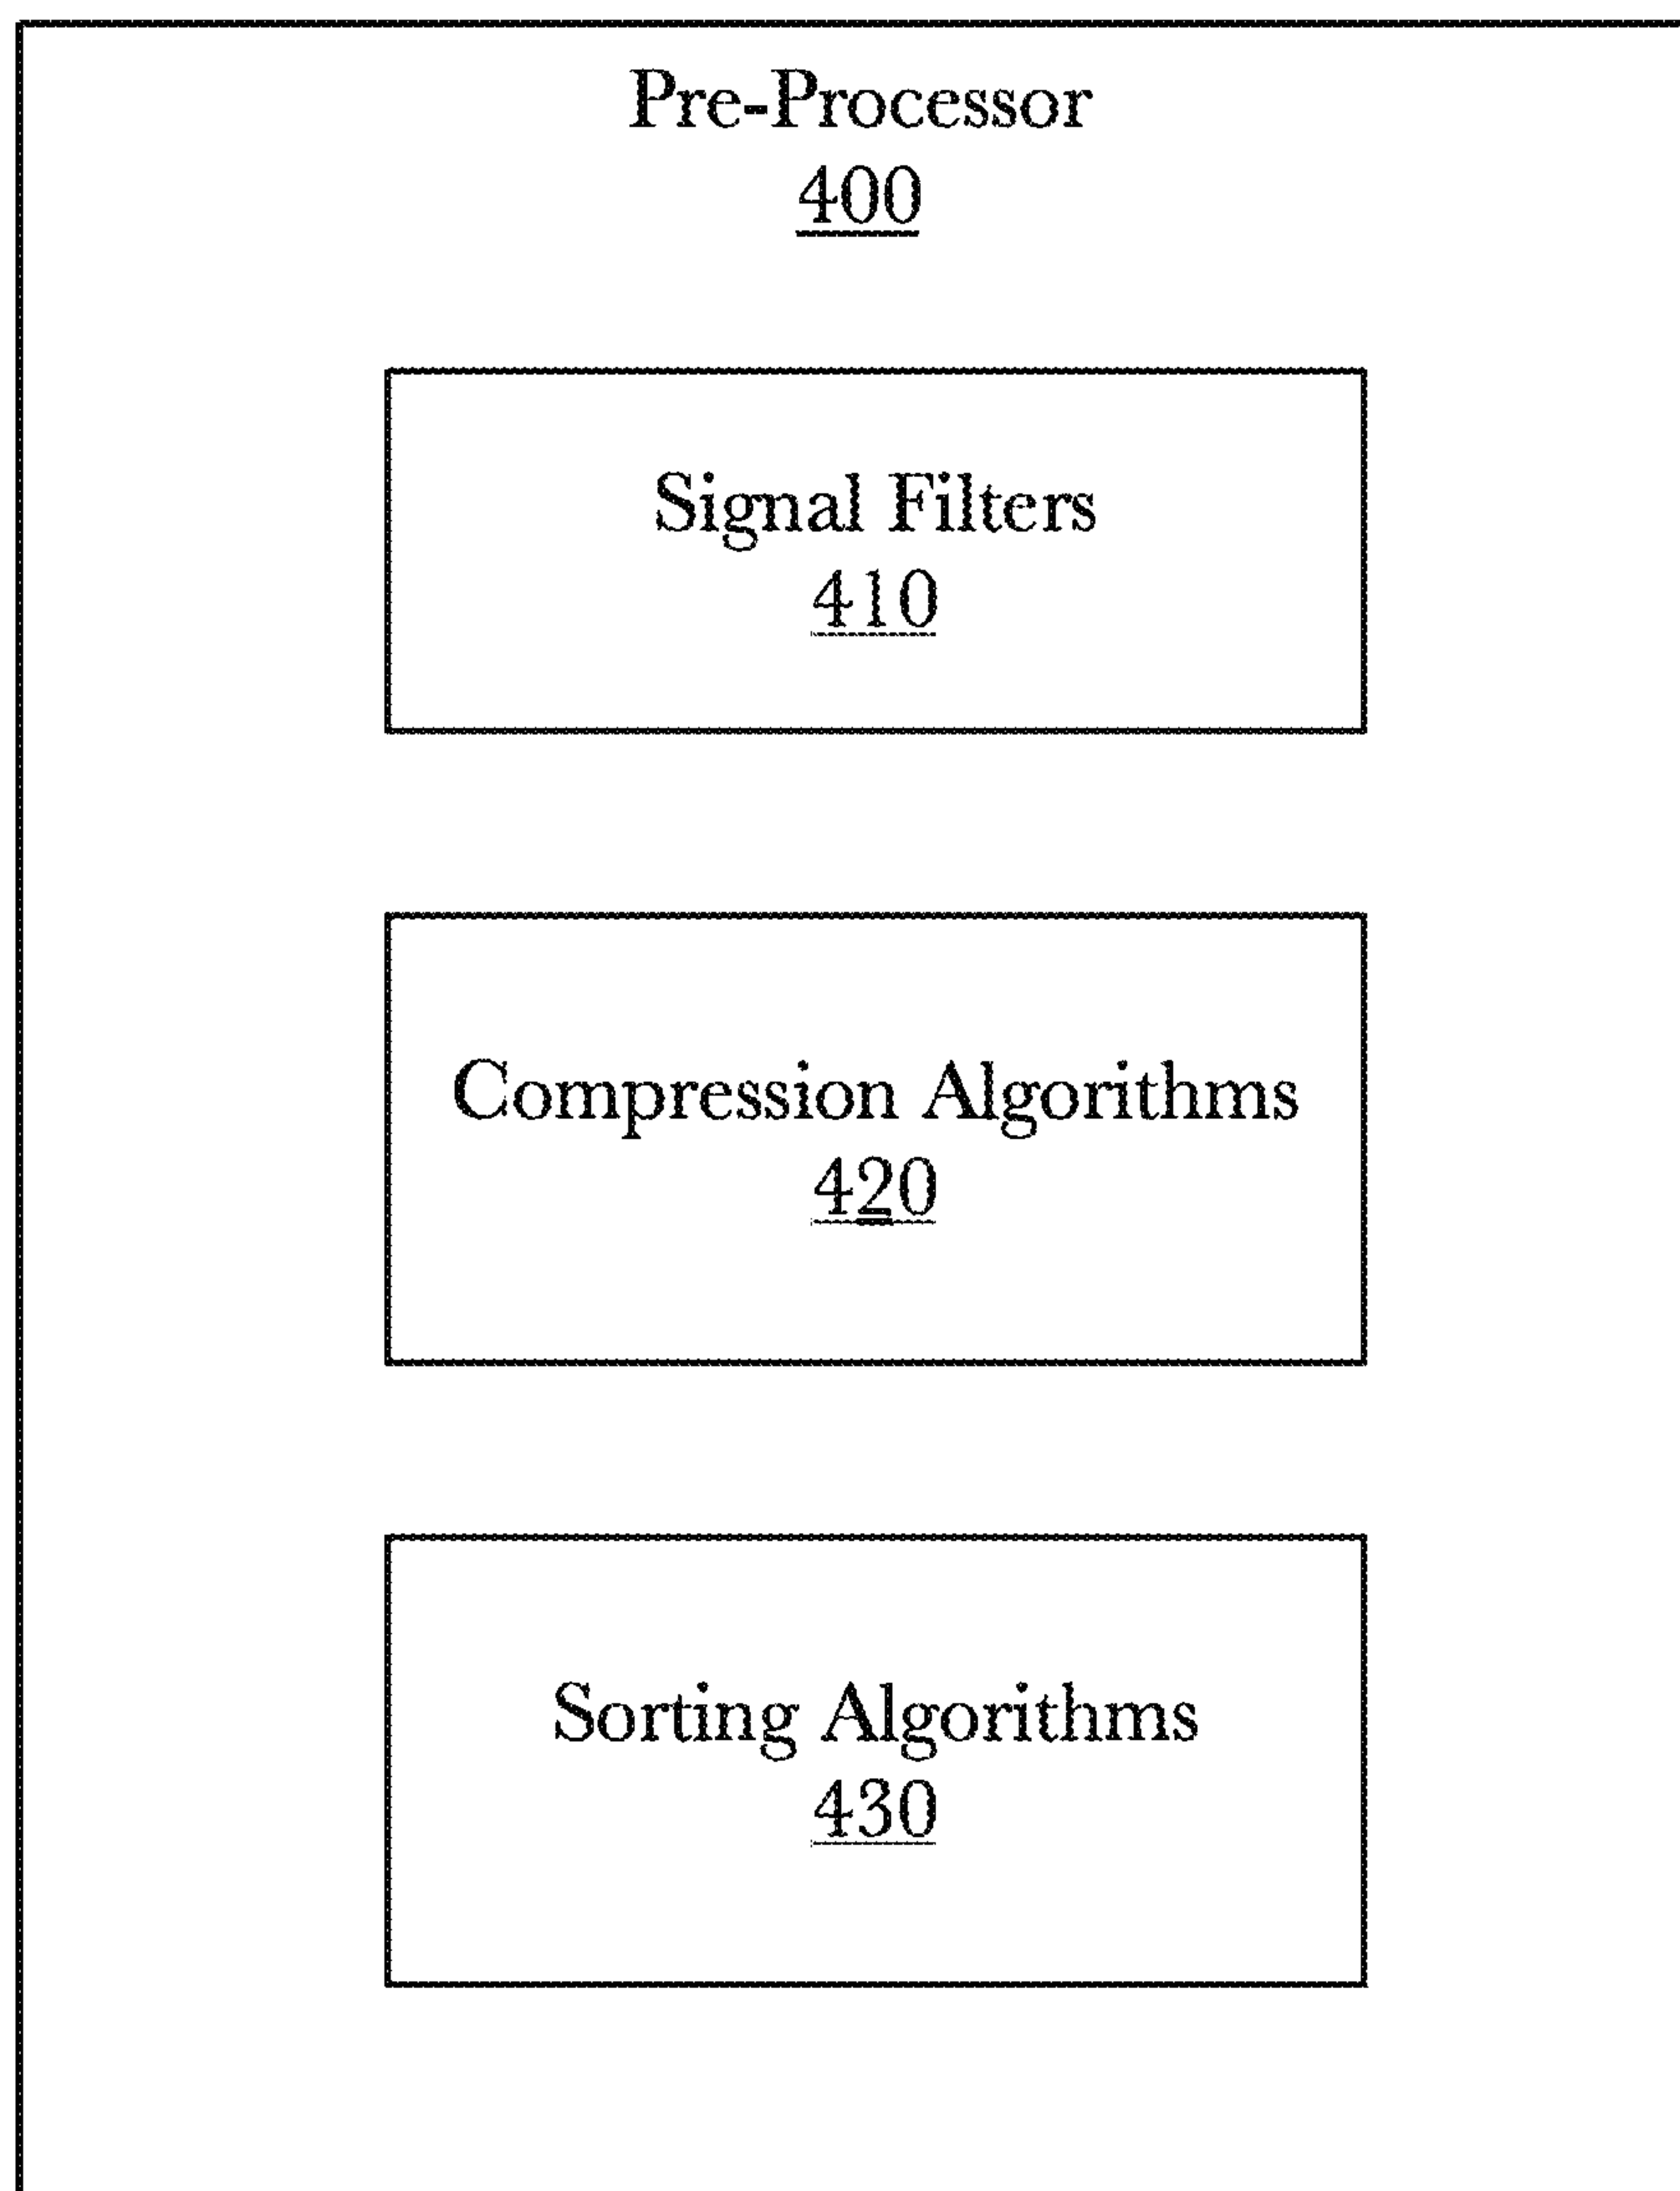 Pre-Processor
400
Signal Filters
410
Compression Algorithms
420
Sorting Algorithms
430